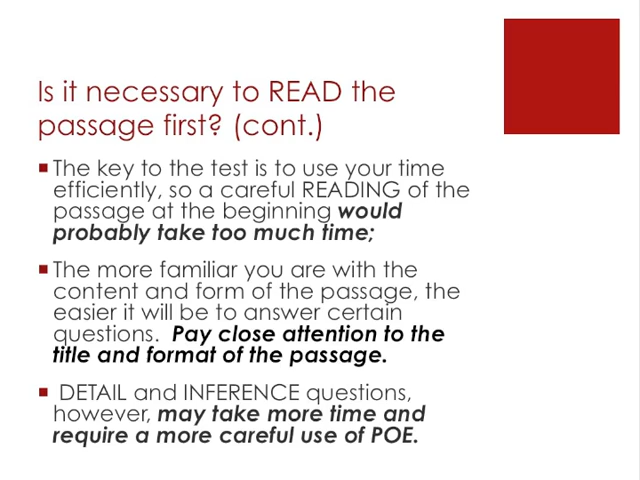 Is it necessary to READ the
passage first? (cont.)
The key to the test is to use your time
efficiently, so a careful READING of the
passage at the beginning would
probably take too much time;
The more familiar you are with the
content and form of the passage, the
easier it will be to answer certain
questions. Pay close attention to the
title and format of the passage.
DETAIL and INFERENCE questions,
however, may take more time and
require a more careful use of POE.